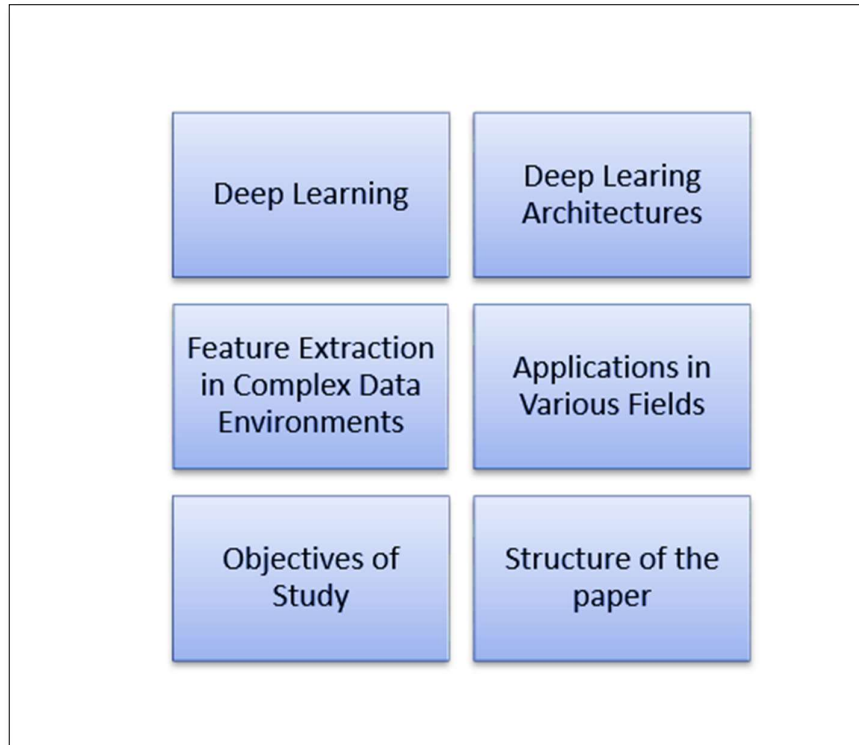 Deep Learning
Deep Learing
Architectures
Feature Extraction
in Complex Data
Environments
Applications in
Various Fields
Objectives of
Study
Structure of the
paper